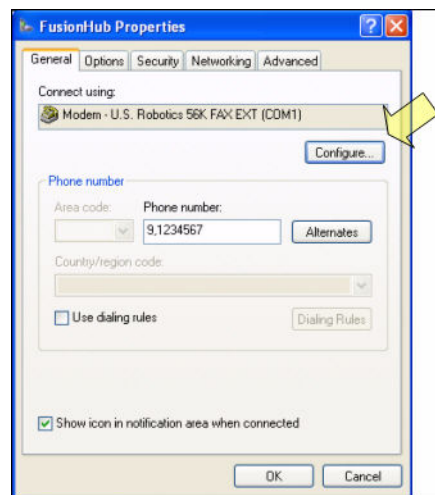 FusionHub Properties
General Options Security Networking Advanced
Connect using:
Modem - U.S. Robotics 56K FAX EXT (COM1)
Configure...
Phone number
Area code: Phone number:
9,1234567 Alternates
Country/region code:
Use dialing rules Dialing Rules
Show icon in notification area when connected
OK Cancel